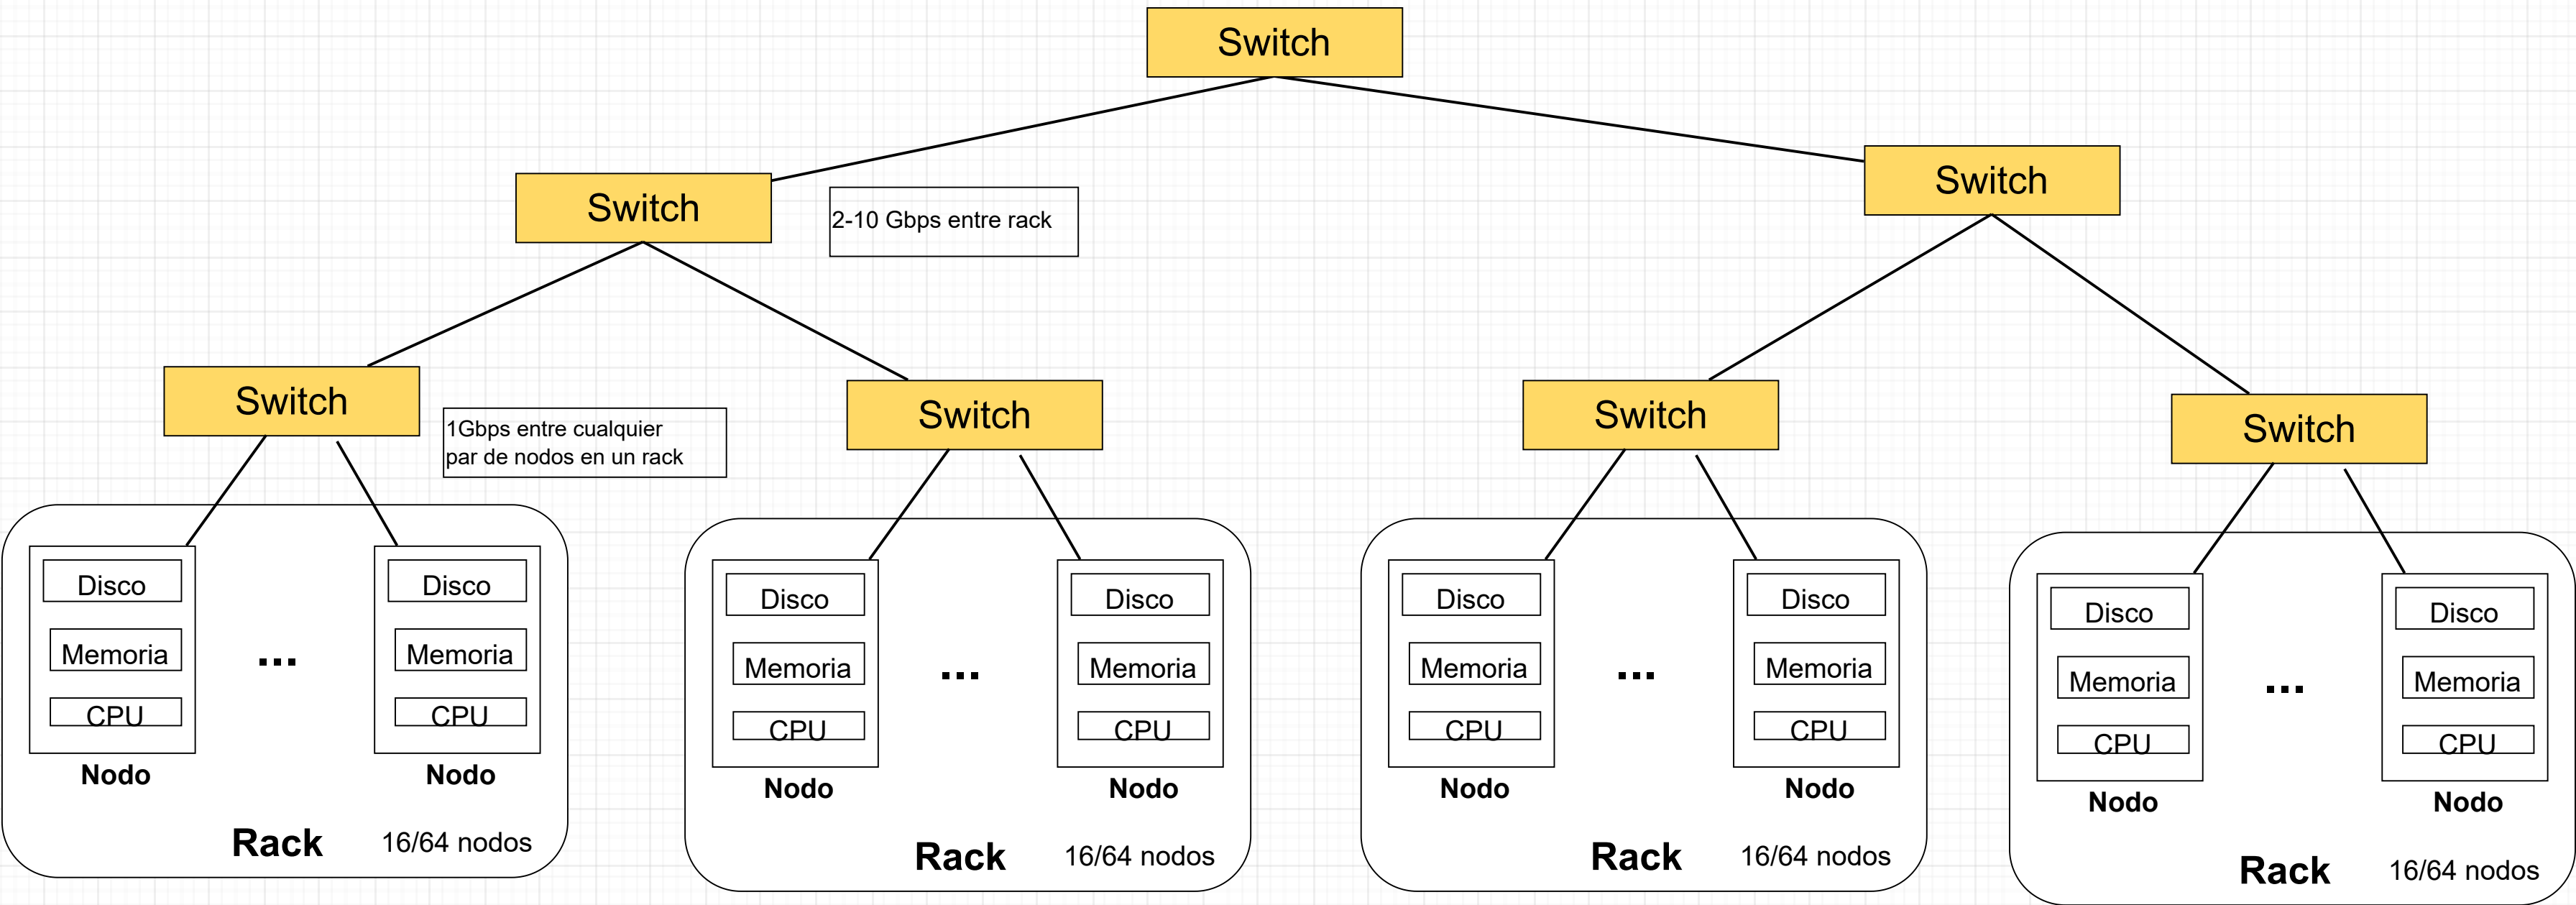 Switch
Switch
2-10 Gbps entre rack
Switch
Switch
1Gbps entre cualquier
par de nodos en un rack
Switch
Switch
Switch
Disco
Memoria
CPU
Nodo
...
Disco
Memoria
CPU
Nodo
Rack
16/64 nodos
Disco
Memoria
CPU
Nodo
...
Disco
Memoria
CPU
Nodo
Rack
16/64 nodos
Disco
Memoria
CPU
Nodo
...
Disco
Memoria
CPU
Nodo
Rack
16/64 nodos
Disco
Memoria
CPU
Nodo
...
Disco
Memoria
CPU
Nodo
Rack
16/64 nodos